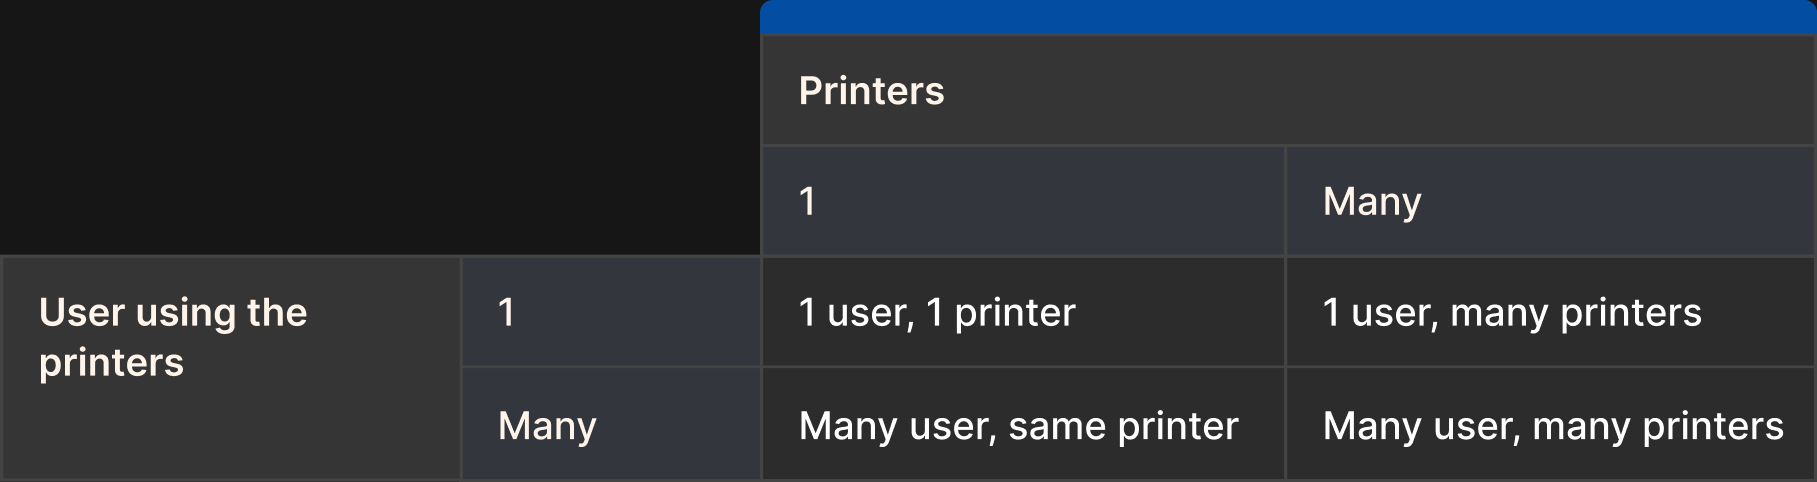 Printers
1
Many
User using the
printers
1
1 user, 1 printer
1 user, many printers
Many
Many user, same printer
Many user, many printers